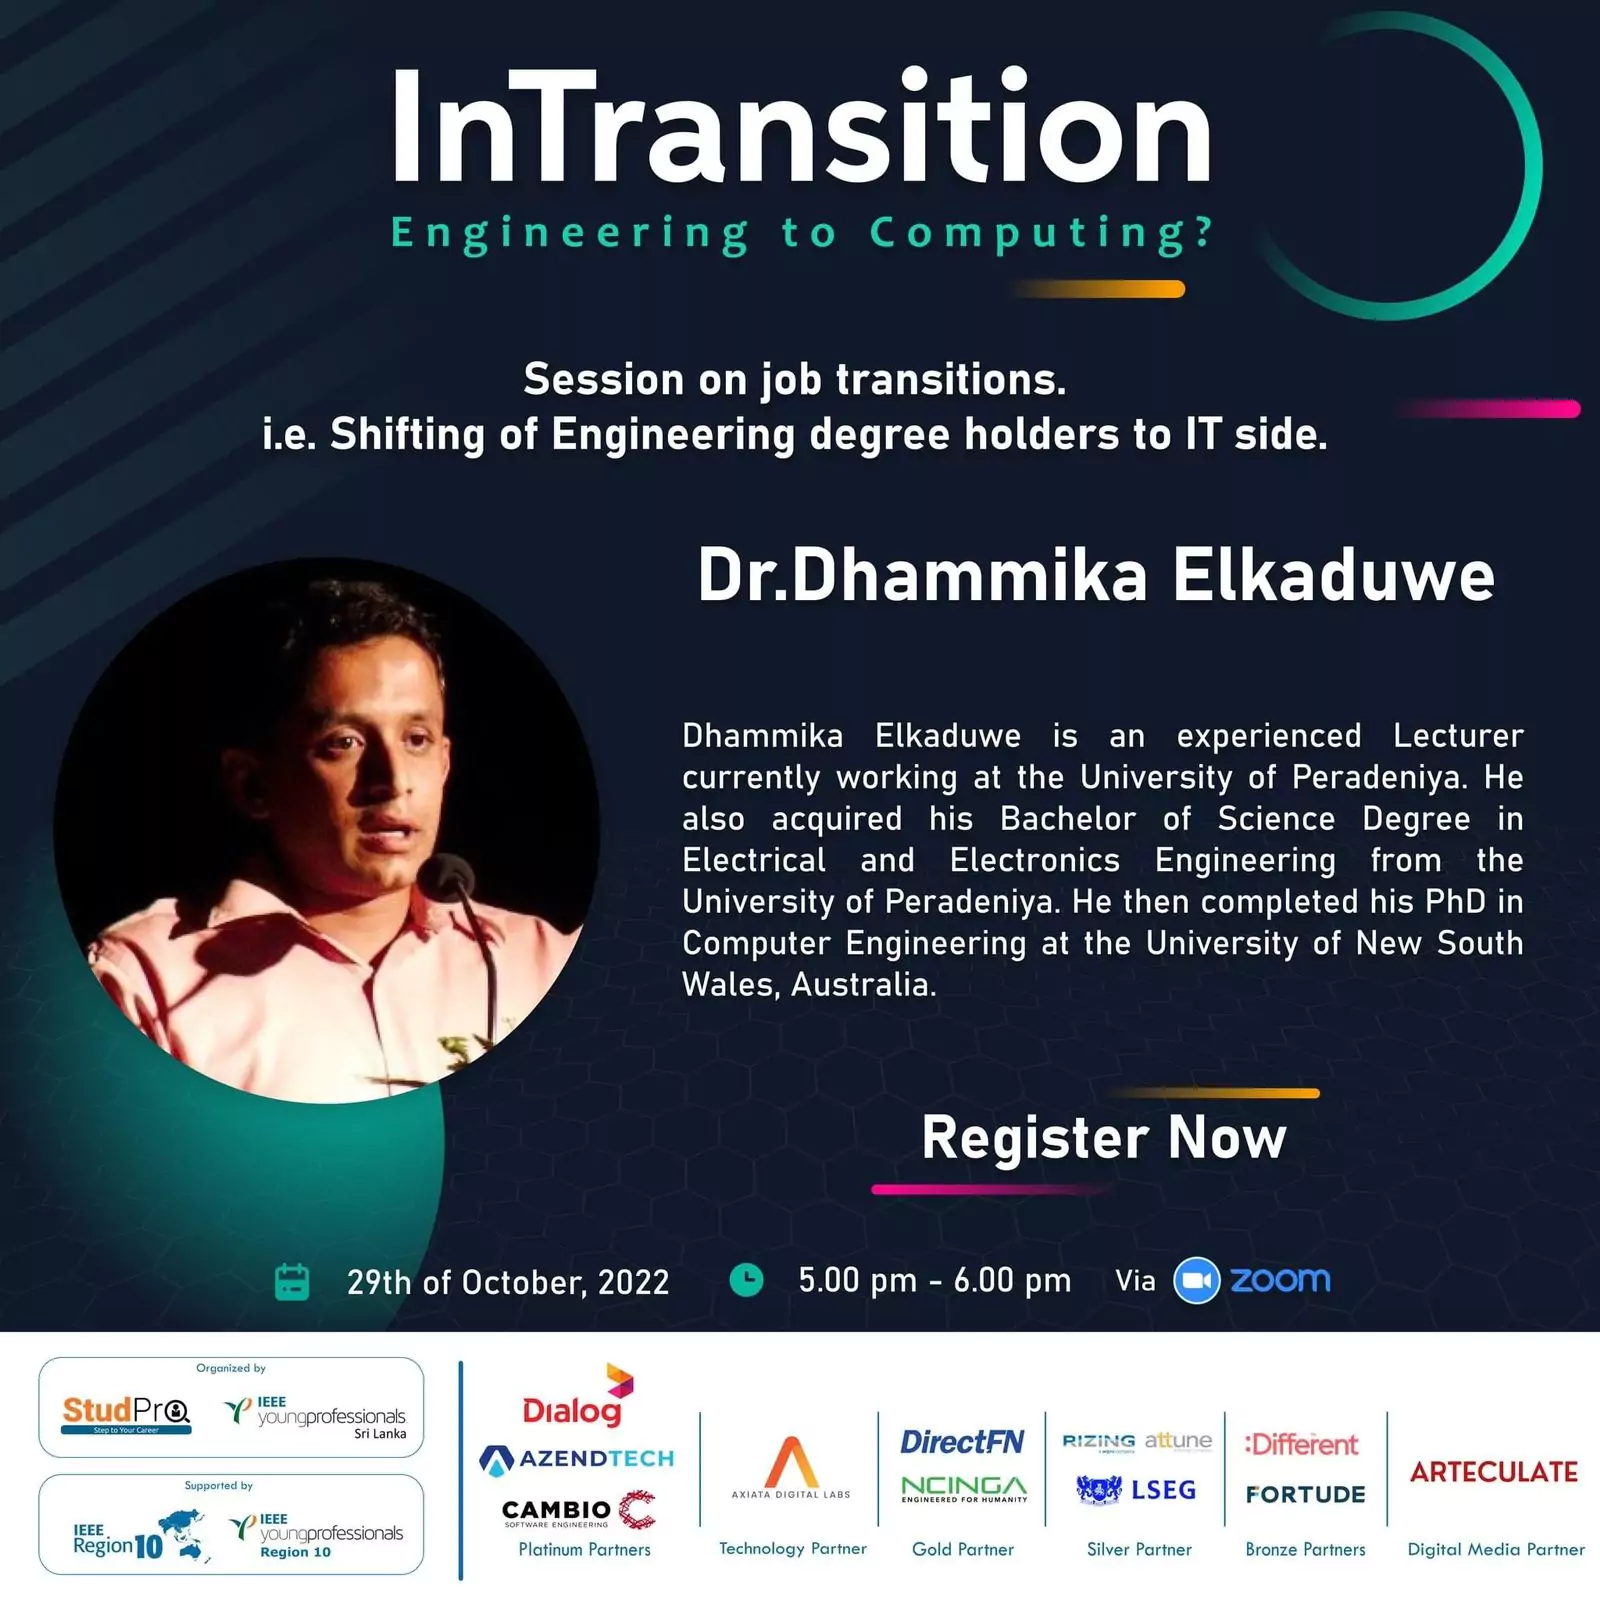 InTransition
Engineering to Computing?
Session on job transitions.
i.e. Shifting of Engineering degree holders to IT side.
Dr.Dhammika Elkaduwe
Dhammika Elkaduwe is an experienced Lecturer
currently working at the University of Peradeniya. He
also acquired his Bachelor of Science Degree in
Electrical and Electronics Engineering from the
University of Peradeniya. He then completed his PhD in
Computer Engineering at the University of New South
Wales, Australia.
Register Now
29th of October, 2022
5.00 pm - 6.00 pm
Via zoom
Organized by
StudPro
Step to Your Career
IEEE
youngprofessionals
Sri Lanka
Supported by
IEEE
Region 10
IEEE
youngprofessionals
Region 10
Dialog
AZENDTECH
CAMBIO
SOFTWARE ENGINEERING
Platinum Partners
AXIATA DIGITAL LABS
Technology Partner
DirectFN
NCINGA
ENGINEERED FOR HUMANITY
Gold Partner
RIZING attune
LSEG
Silver Partner
:Different
FORTUDE
Bronze Partners
ARTECULATE
Digital Media Partner